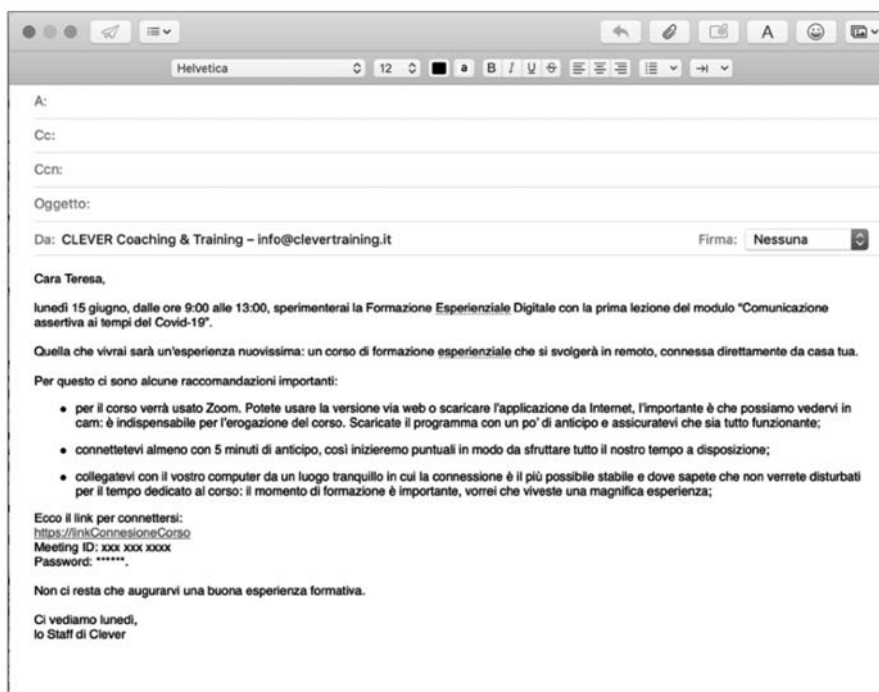 Helvetica 12 a B I U S
A
A:
Cc:
Ccn:
Oggetto:
Da: CLEVER Coaching & Training – info@clevertraining.it Firma: Nessuna
Cara Teresa,
lunedì 15 giugno, dalle ore 9:00 alle 13:00, sperimenterai la Formazione Esperienziale Digitale con la prima lezione del modulo “Comunicazione
assertiva ai tempi del Covid-19”.
Quella che vivrai sarà un'esperienza nuovissima: un corso di formazione esperienziale che si svolgerà in remoto, connessa direttamente da casa tua.
Per questo ci sono alcune raccomandazioni importanti:
• per il corso verrà usato Zoom. Potete usare la versione via web o scaricare l'applicazione da Internet, l'importante è che possiamo vedervi in
cam: è indispensabile per l'erogazione del corso. Scaricate il programma con un po' di anticipo e assicuratevi che sia tutto funzionante;
• connettetevi almeno con 5 minuti di anticipo, così inizieremo puntuali in modo da sfruttare tutto il nostro tempo a disposizione;
• collegatevi con il vostro computer da un luogo tranquillo in cui la connessione è il più possibile stabile e dove sapete che non verrete disturbati
per il tempo dedicato al corso: il momento di formazione è importante, vorrei che viveste una magnifica esperienza;
Ecco il link per connettersi:
https://linkConnesioneCorso
Meeting ID: xxx xxx xxxx
Password: ******.
Non ci resta che augurarvi una buona esperienza formativa.
Ci vediamo lunedì,
lo Staff di Clever